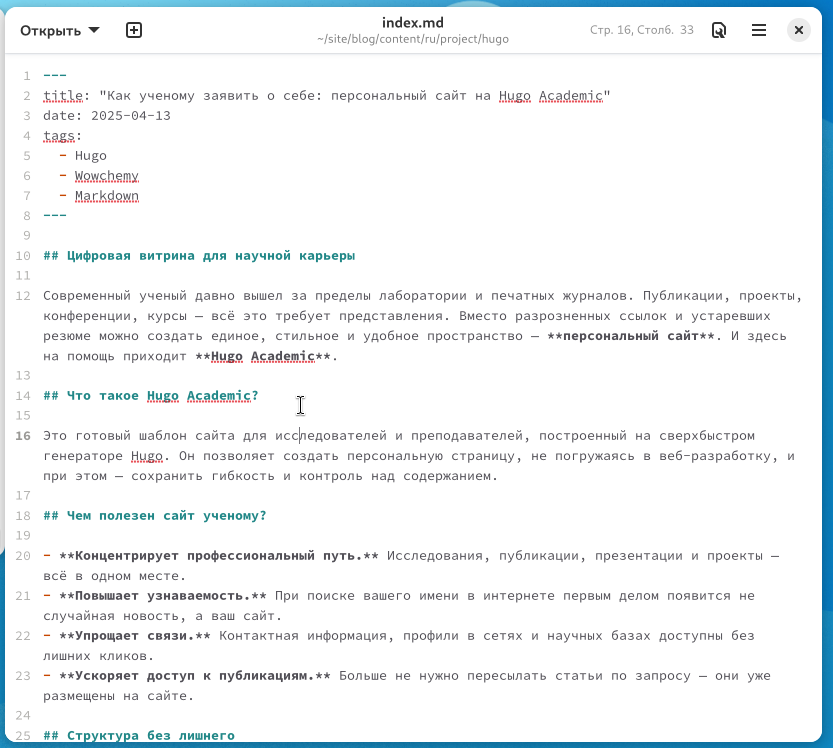 Открыть
index.md
~/site/blog/content/ru/project/hugo
Стр. 16, Столб. 33
1 ---
2 title: "Как ученому заявить о себе: персональный сайт на Hugo Academic"
3 date: 2025-04-13
4 tags:
5   - Hugo
6   - Wowchemy
7   - Markdown
8 ---
9
10 ## Цифровая витрина для научной карьеры
11
12 Современный ученый давно вышел за пределы лаборатории и печатных журналов. Публикации, проекты,
конференции, курсы — всё это требует представления. Вместо разрозненных ссылок и устаревших
резюме можно создать единое, стильное и удобное пространство — **персональный сайт**. И здесь
на помощь приходит **Hugo Academic**.
13
14 ## Что такое Hugo Academic?
15
16 Это готовый шаблон сайта для исследователей и преподавателей, построенный на сверхбыстром
генераторе Hugo. Он позволяет создать персональную страницу, не погружаясь в веб-разработку, и
при этом — сохранить гибкость и контроль над содержанием.
17
18 ## Чем полезен сайт ученому?
19
20 - **Концентрирует профессиональный путь.** Исследования, публикации, презентации и проекты —
всё в одном месте.
21 - **Повышает узнаваемость.** При поиске вашего имени в интернете первым делом появится не
случайная новость, а ваш сайт.
22 - **Упрощает связи.** Контактная информация, профили в сетях и научных базах доступны без
лишних кликов.
23 - **Ускоряет доступ к публикациям.** Больше не нужно пересылать статьи по запросу — они уже
размещены на сайте.
24
25 ## Структура без лишнего